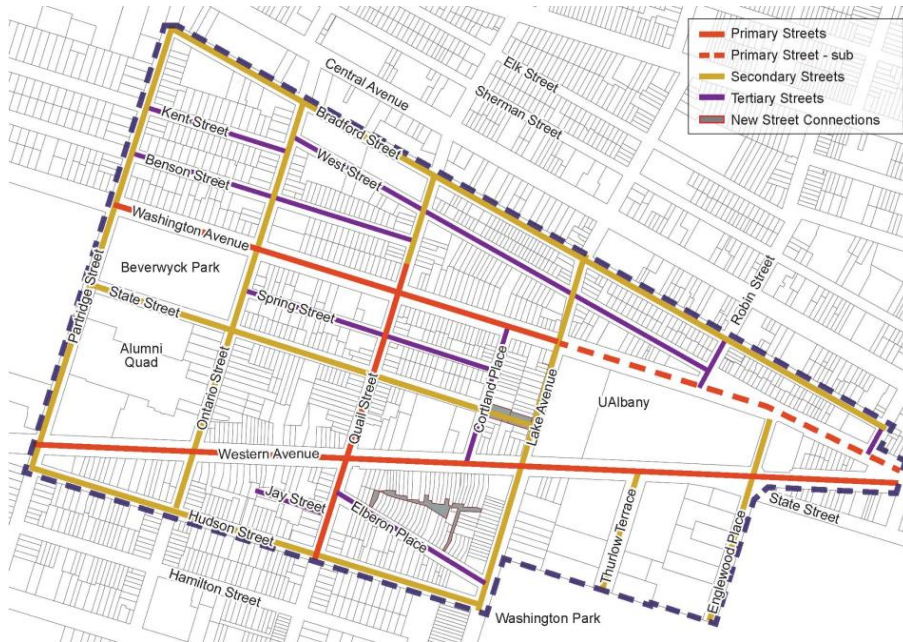 Primary Streets
Primary Street - sub
Secondary Streets
Tertiary Streets
New Street Connections
Elk Street
Central Avenue
Sherman Street
Bradford Street
Kent Street
West Street
Benson Street
Washington Avenue
Beverwyck Park
Robin Street
Partridge Street
State Street
Spring Street
Alumni
Quad
Ontario Street
Quail Street
Cortland Place
Lake Avenue
UAlbany
Western Avenue
Jay Street
Elberon Place
Hudson Street
Thurlow Terrace
Englewood Place
State Street
Hamilton Street
Washington Park